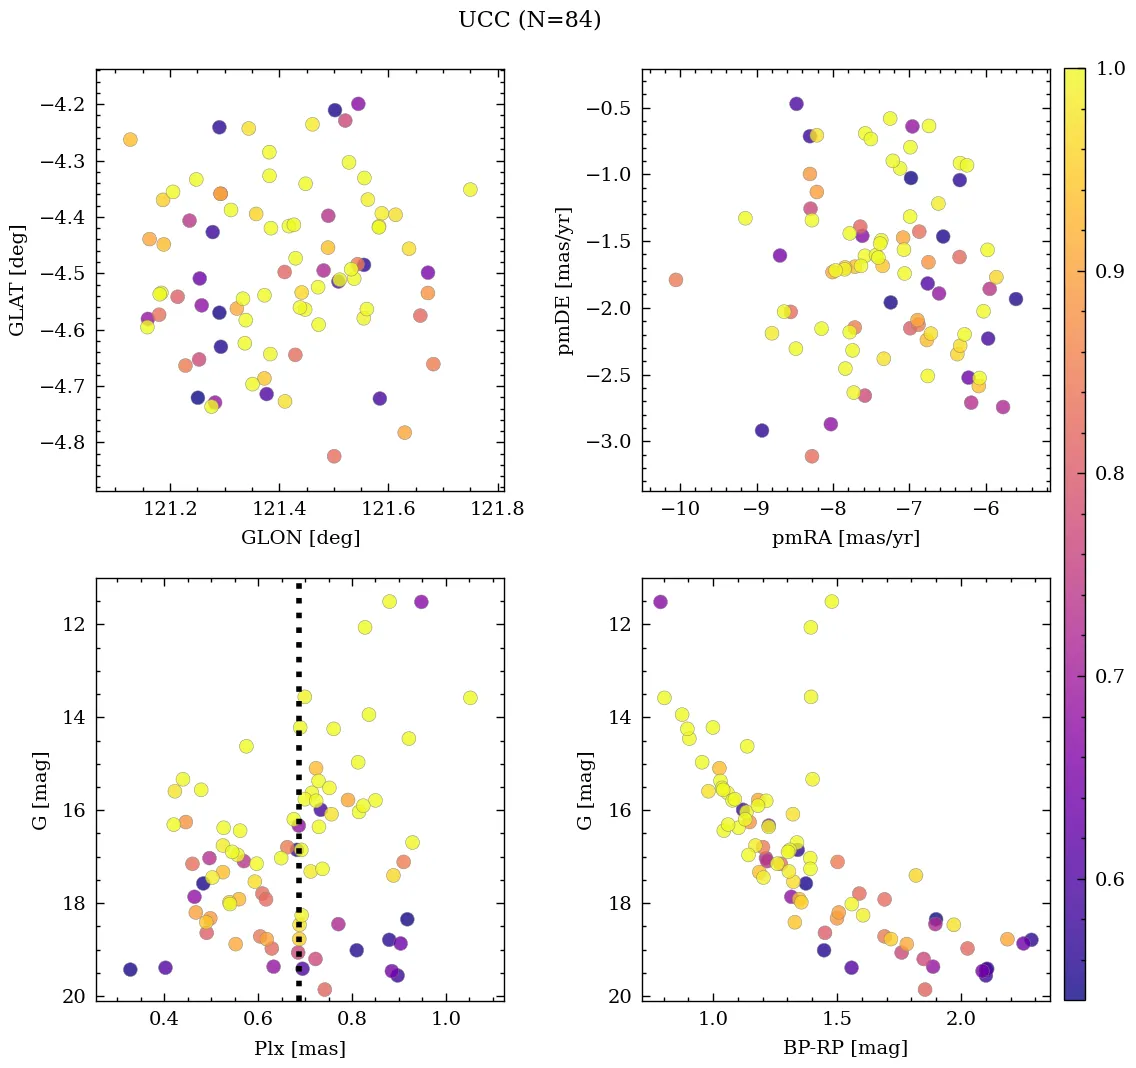 UCC (N=84)
−4.2
−4.3
−4.4
−4.5
−4.6
−4.7
−4.8
GLAT [deg]
121.2 121.4 121.6 121.8
GLON [deg]
−0.5
−1.0
−1.5
−2.0
−2.5
−3.0
pmDE [mas/yr]
−10 −9 −8 −7 −6
pmRA [mas/yr]
1.0
0.9
0.8
0.7
0.6
12
14
16
18
20
G [mag]
0.4 0.6 0.8 1.0
Plx [mas]
12
14
16
18
20
G [mag]
1.0 1.5 2.0
BP-RP [mag]